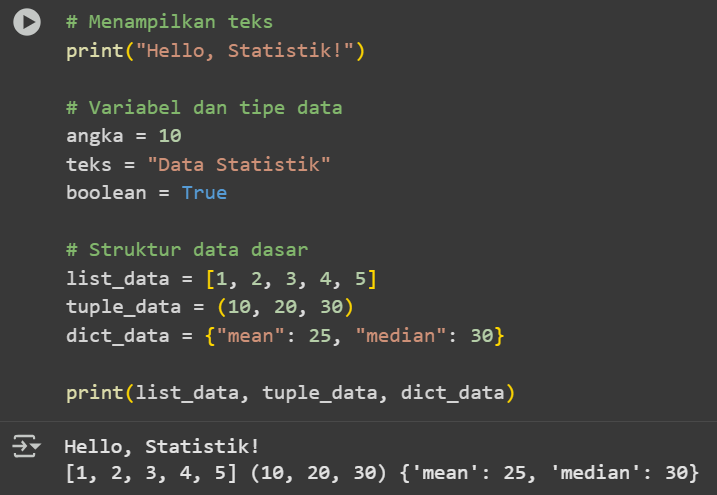 # Menampilkan teks
print("Hello, Statistik!")
# Variabel dan tipe data
angka = 10
teks = "Data Statistik"
boolean = True
# Struktur data dasar
list_data = [1, 2, 3, 4, 5]
tuple_data = (10, 20, 30)
dict_data = {"mean": 25, "median": 30}
print(list_data, tuple_data, dict_data)
Hello, Statistik!
[1, 2, 3, 4, 5] (10, 20, 30) {'mean': 25, 'median': 30}